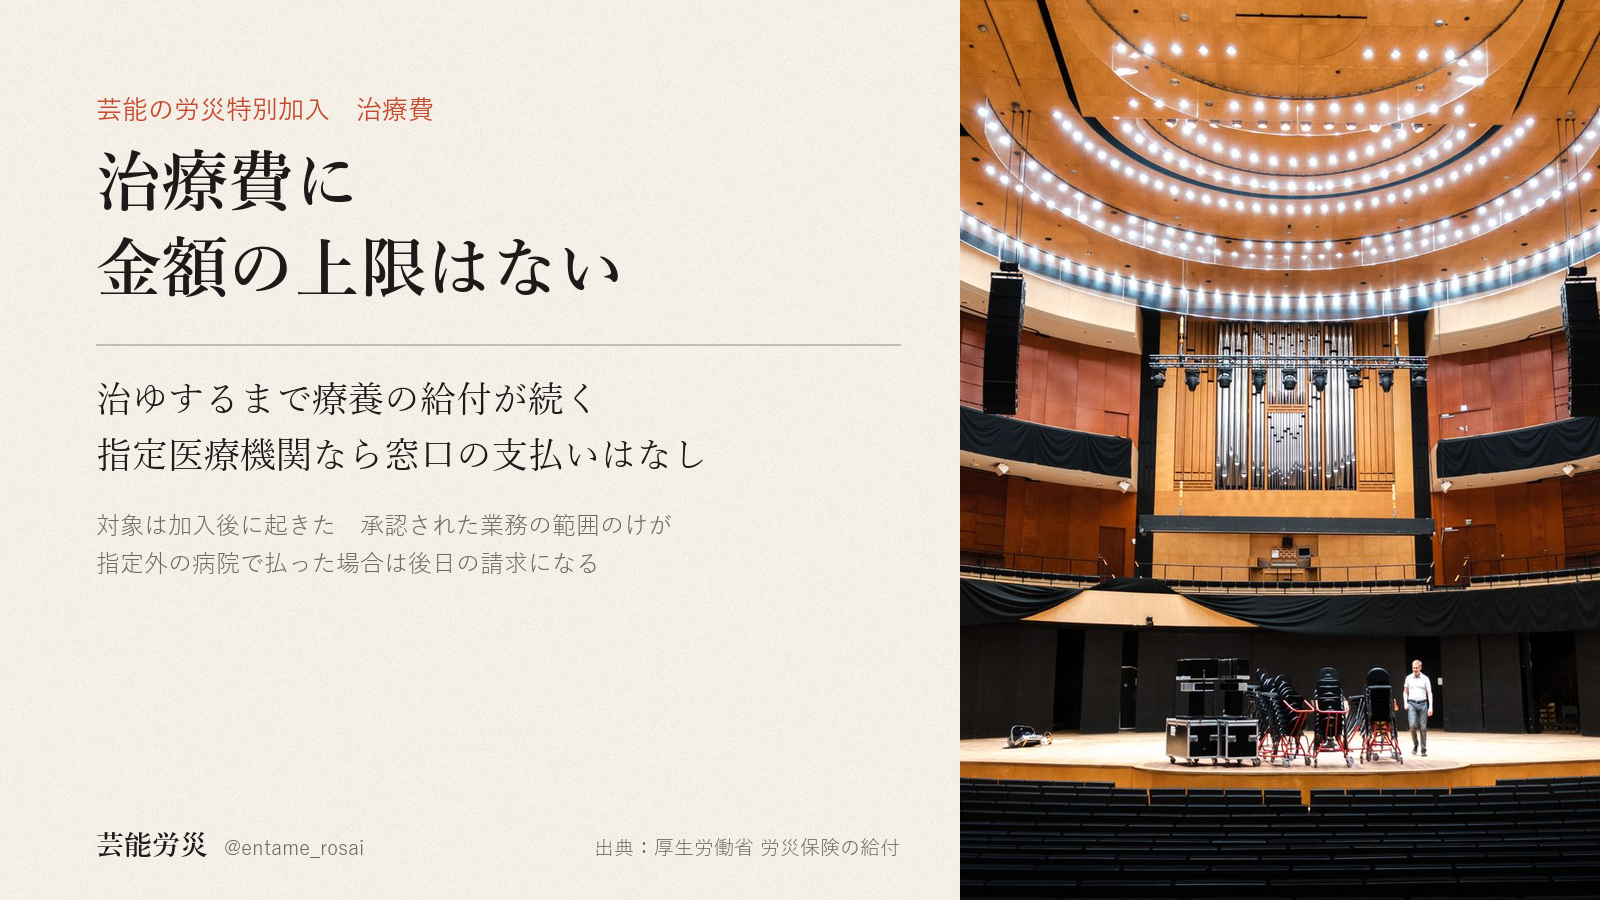 芸能の労災特別加入　治療費
治療費に
金額の上限はない
治ゆするまで療養の給付が続く
指定医療機関なら窓口の支払いはなし
対象は加入後に起きた　承認された業務の範囲のけが
指定外の病院で払った場合は後日の請求になる
芸能労災 @entame_rosai
出典：厚生労働省 労災保険の給付